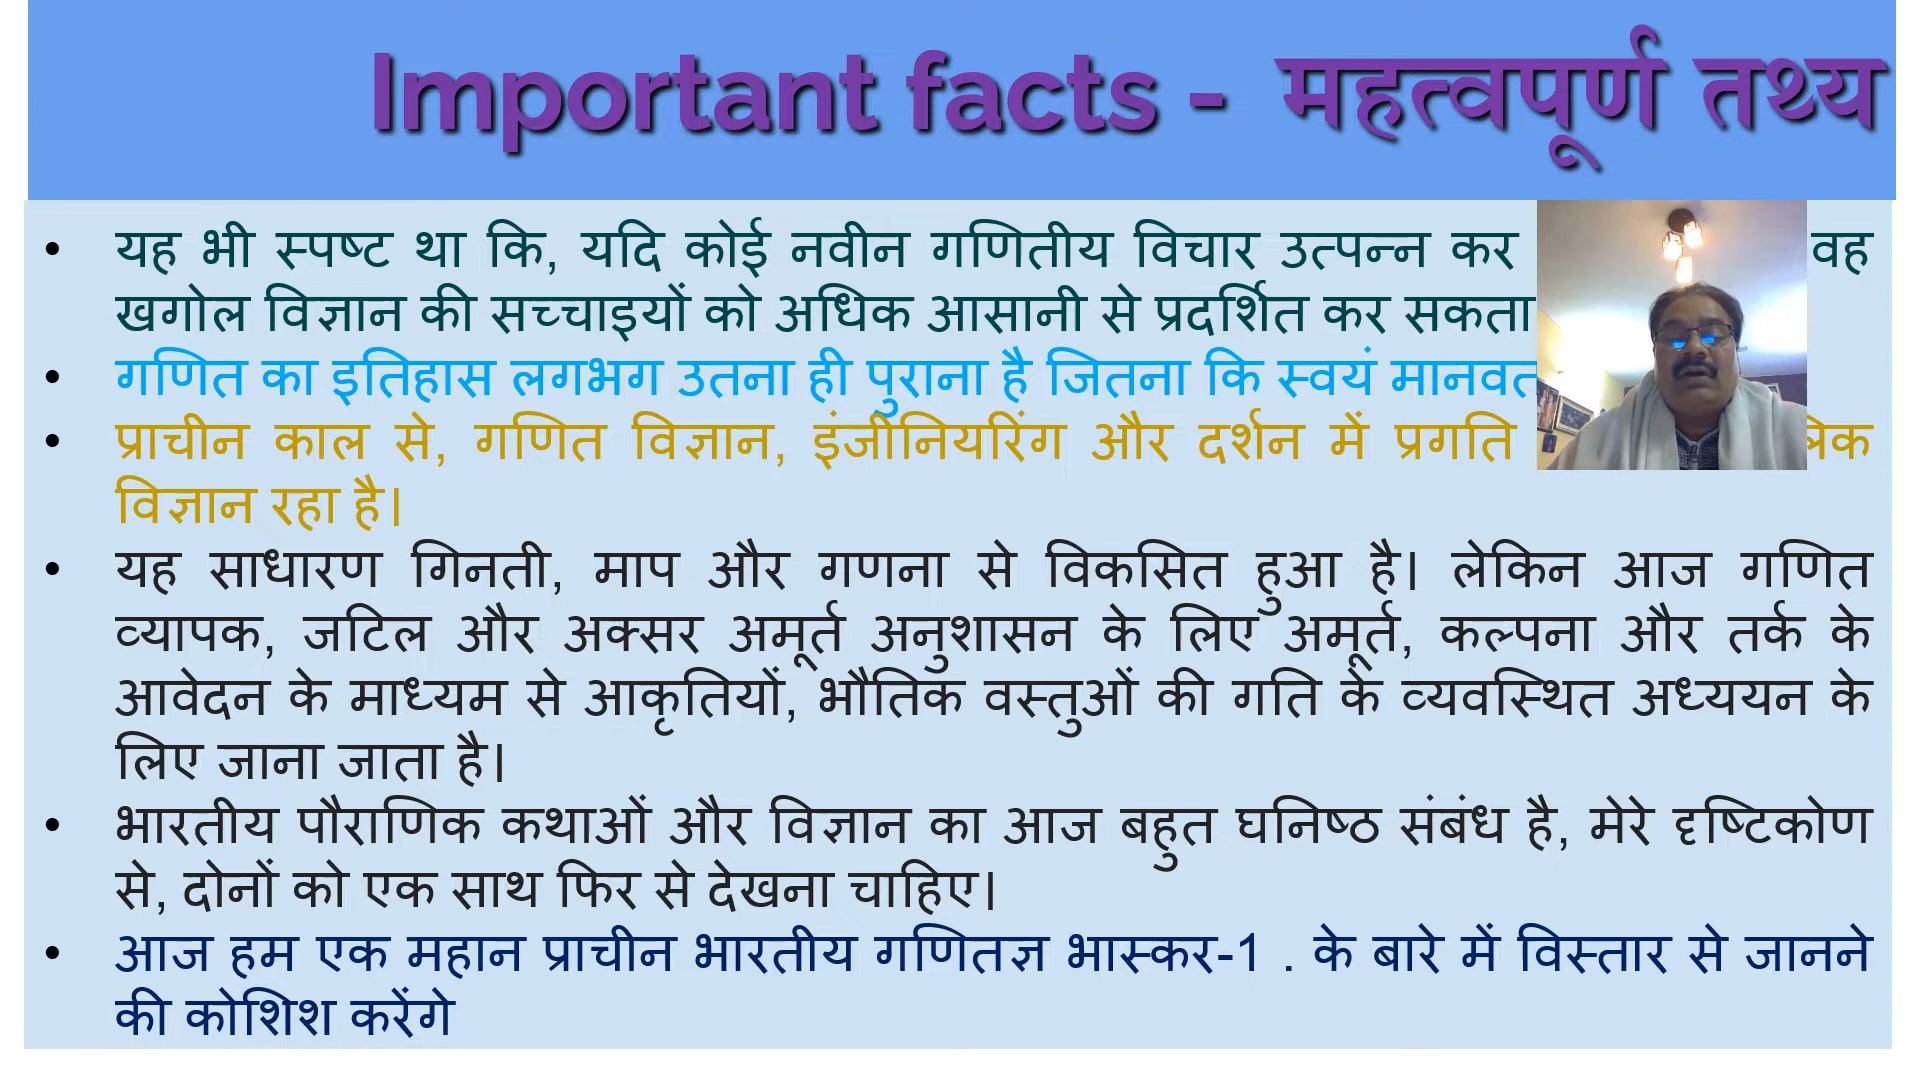 Important facts - महत्वपूर्ण तथ्य
• यह भी स्पष्ट था कि, यदि कोई नवीन गणितीय विचार उत्पन्न कर वह
खगोल विज्ञान की सच्चाइयों को अधिक आसानी से प्रदर्शित कर सकता
• गणित का इतिहास लगभग उतना ही पुराना है जितना कि स्वयं
• प्राचीन काल से, गणित विज्ञान, इंजीनियरिंग और दर्शन में प्रगति
विज्ञान रहा है।
• यह साधारण गिनती, माप और गणना से विकसित हुआ है। लेकिन आज गणित
व्यापक, जटिल और अक्सर अमूर्त अनुशासन के लिए अमूर्त, कल्पना और तर्क के
आवेदन के माध्यम से आकृतियों, भौतिक वस्तुओं की गति के व्यवस्थित अध्ययन के
लिए जाना जाता है।
• भारतीय पौराणिक कथाओं और विज्ञान का आज बहुत घनिष्ठ संबंध है, मेरे दृष्टिकोण
से, दोनों को एक साथ फिर से देखना चाहिए।
• आज हम एक महान प्राचीन भारतीय गणितज्ञ भास्कर-1 . के बारे में विस्तार से जानने
की कोशिश करेंगे